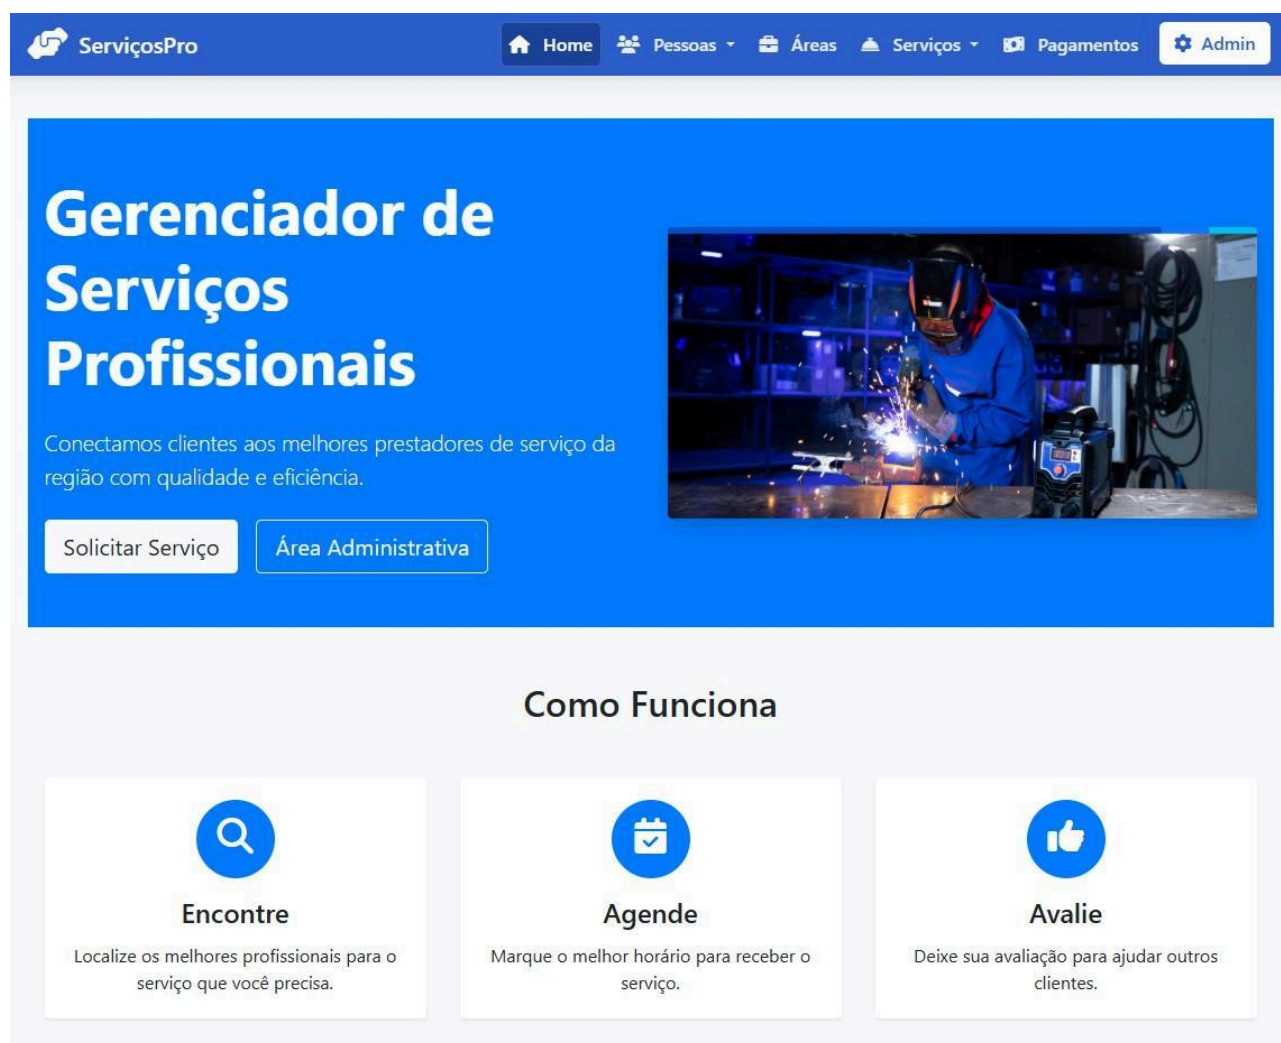 ServiçosPro
Home
Pessoas
Áreas
Serviços
Pagamentos
Admin
Gerenciador de
Serviços
Profissionais
Conectamos clientes aos melhores prestadores de serviço da
região com qualidade e eficiência.
Solicitar Serviço
Área Administrativa
Como Funciona
Encontre
Localize os melhores profissionais para o
serviço que você precisa.
Agende
Marque o melhor horário para receber o
serviço.
Avalie
Deixe sua avaliação para ajudar outros
clientes.